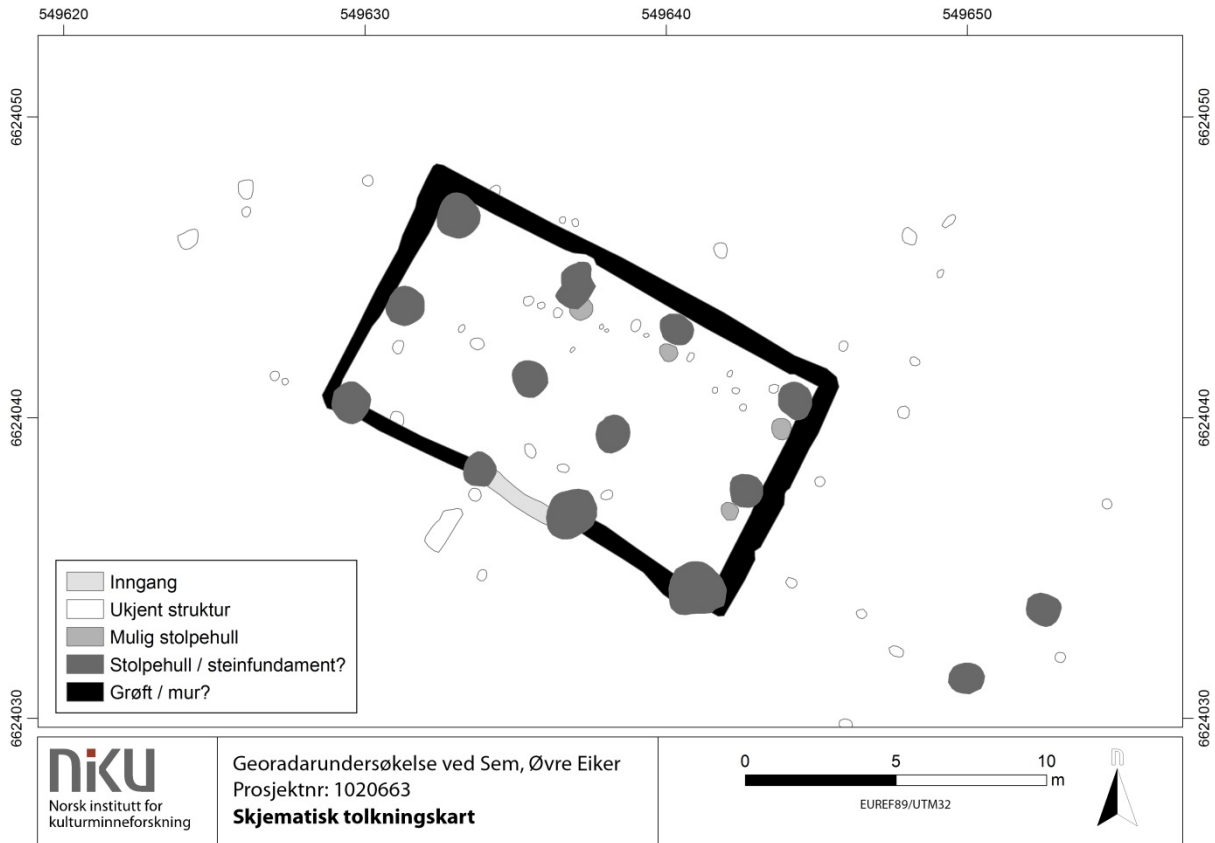 549620 549630 549640 549650
6624050 6624050
6624040 6624040
6624030 6624030
Inngang
Ukjent struktur
Mulig stolpehull
Stolpehull / steinfundament?
Grøft / mur?
niku
Norsk institutt for
kulturminneforskning
Georadarundersøkelse ved Sem, Øvre Eiker
Prosjektnr: 1020663
Skjematisk tolkningskart
0 5 10
m
EUREF89/UTM32
n